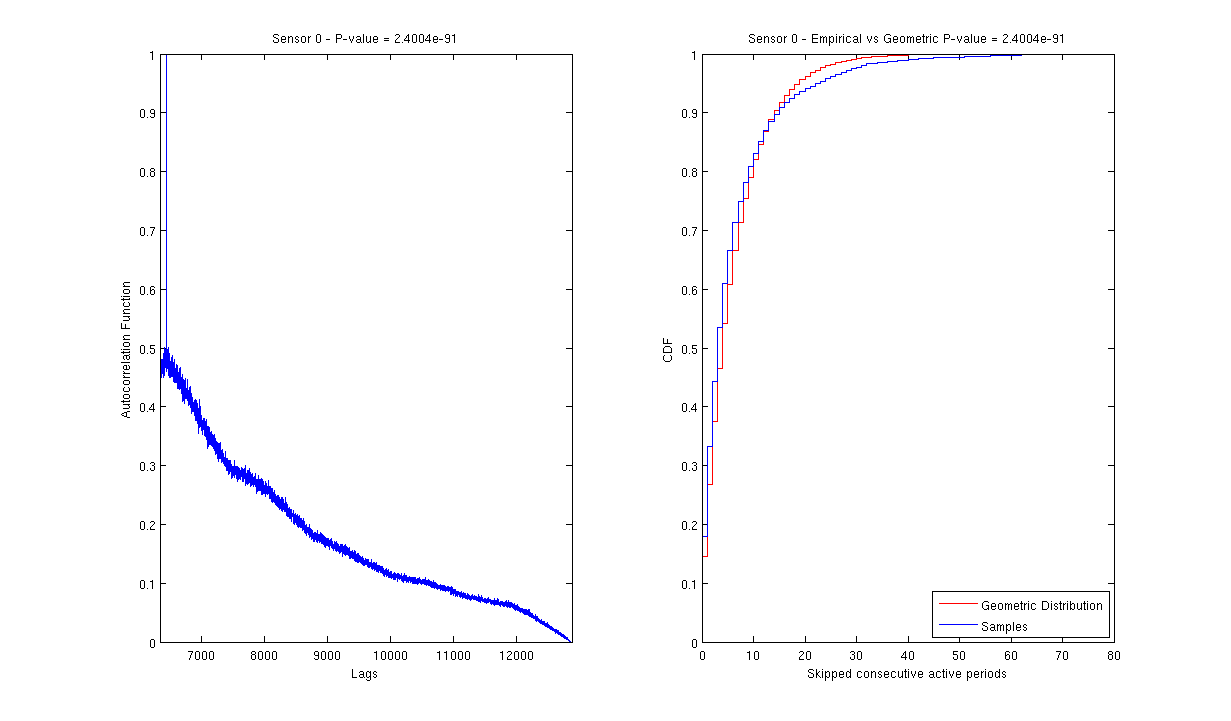 Sensor 0 - P-value = 2.4004e-91
1
0.9
0.8
0.7
0.6
0.5
0.4
0.3
0.2
0.1
0
Autocorrelation Function
7000 8000 9000 10000 11000 12000
Lags
Sensor 0 - Empirical vs Geometric P-value = 2.4004e-91
1
0.9
0.8
0.7
0.6
0.5
0.4
0.3
0.2
0.1
0
CDF
Geometric Distribution
Samples
0 10 20 30 40 50 60 70 80
Skipped consecutive active periods